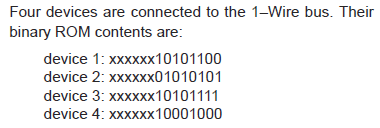 Four devices are connected to the 1–Wire bus. Their
binary ROM contents are:
device 1: xxxxxx10101100
device 2: xxxxxx01010101
device 3: xxxxxx10101111
device 4: xxxxxx10001000